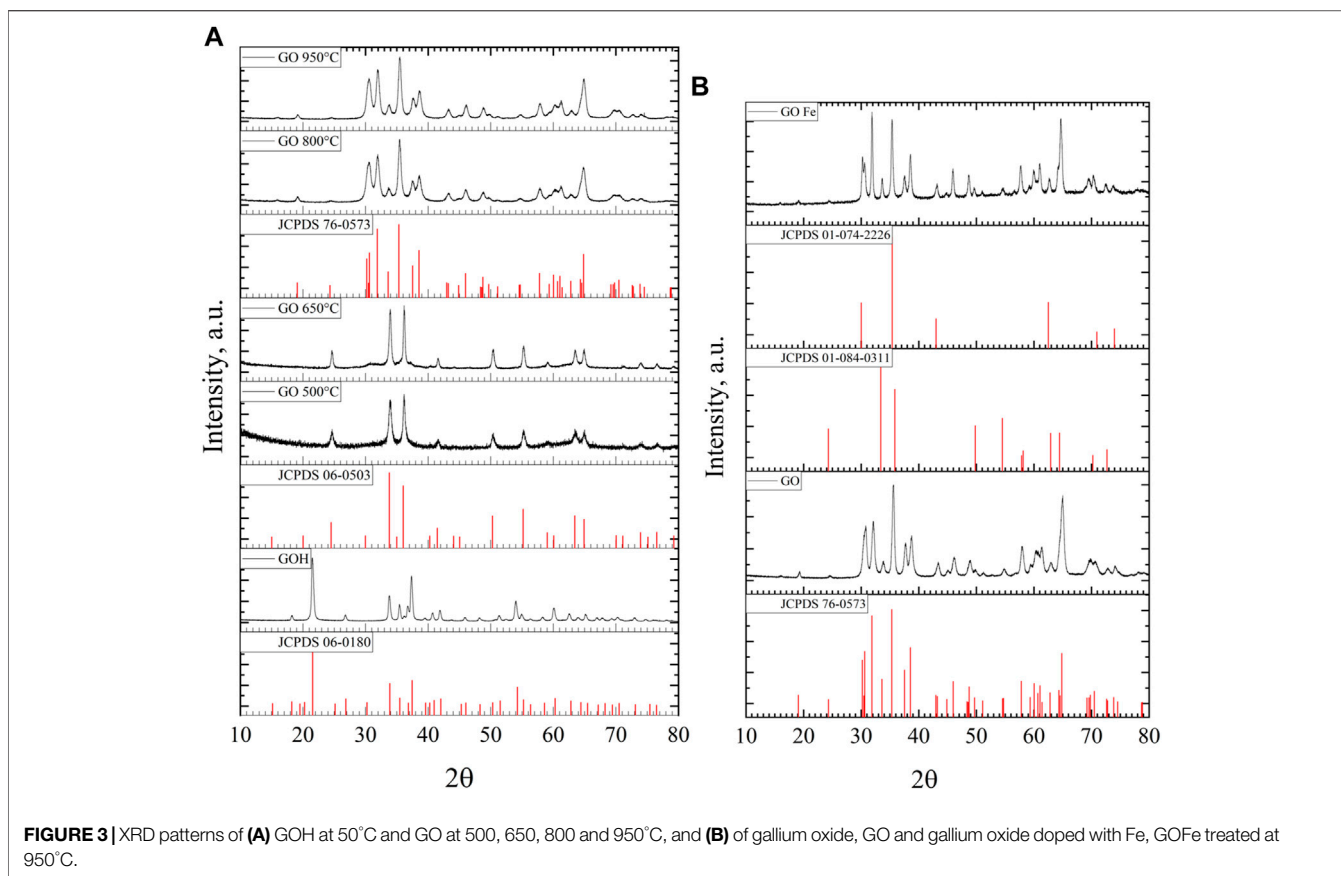 A
GO 950°C
GO 800°C
JCPDS 76-0573
GO 650°C
GO 500°C
JCPDS 06-0503
GOH
JCPDS 06-0180
Intensity, a.u.
10 20 30 40 50 60 70 80
2θ
B
GO Fe
JCPDS 01-074-2226
JCPDS 01-084-0311
GO
JCPDS 76-0573
Intensity, a.u.
10 20 30 40 50 60 70 80
2θ
FIGURE 3 | XRD patterns of (A) GOH at 50°C and GO at 500, 650, 800 and 950°C, and (B) of gallium oxide, GO and gallium oxide doped with Fe, GOFe treated at
950°C.